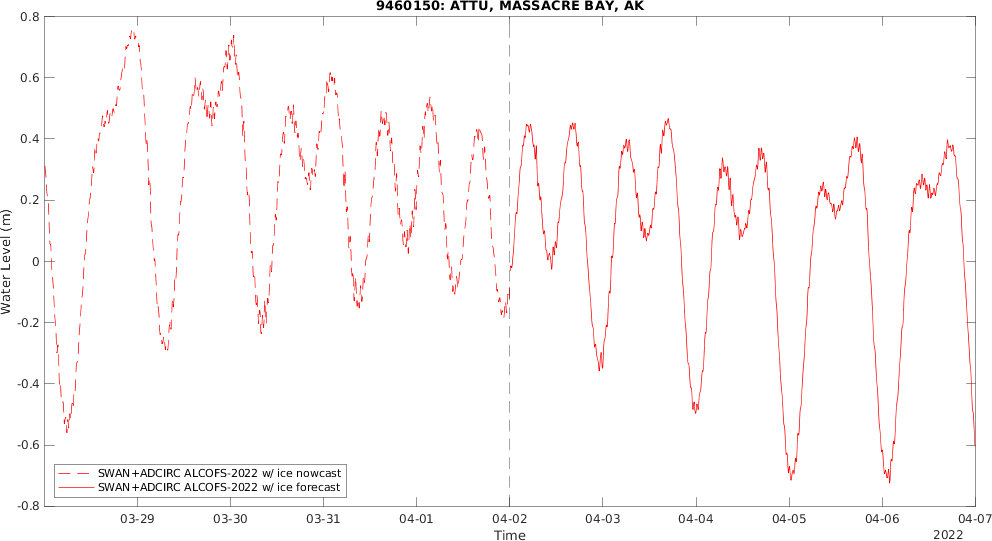 9460150: ATTU, MASSACRE BAY, AK
Water Level (m)
0.8
0.6
0.4
0.2
0
-0.2
-0.4
-0.6
-0.8
SWAN+ADCIRC ALCOFS-2022 w/ ice nowcast
SWAN+ADCIRC ALCOFS-2022 w/ ice forecast
03-29 03-30 03-31 04-01 04-02 04-03 04-04 04-05 04-06 04-07
Time
2022